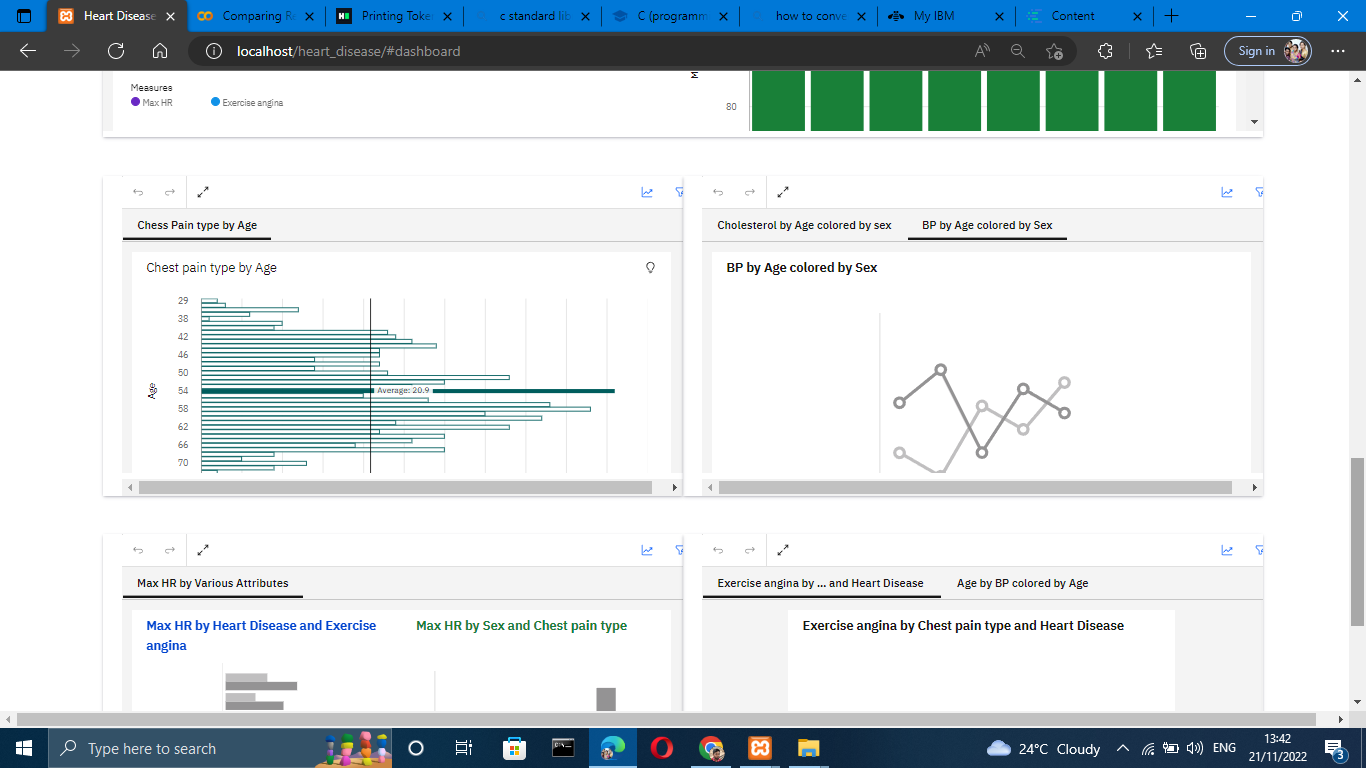 Heart Disease
Comparing R
Printing Toke
c standard lib
C (programm
how to conve
My IBM
Content
localhost/heart_disease/#dashboard
Sign in
Measures
Max HR
Exercise angina
M
80
Chess Pain type by Age
Chest pain type by Age
29
38
42
46
50
54
58
62
66
70
Age
Average: 20.9
Cholesterol by Age colored by sex
BP by Age colored by Sex
BP by Age colored by Sex
Max HR by Various Attributes
Max HR by Heart Disease and Exercise
angina
Max HR by Sex and Chest pain type
Exercise angina by ... and Heart Disease
Age by BP colored by Age
Exercise angina by Chest pain type and Heart Disease
Type here to search
24°C Cloudy
ENG
13:42
21/11/2022
3